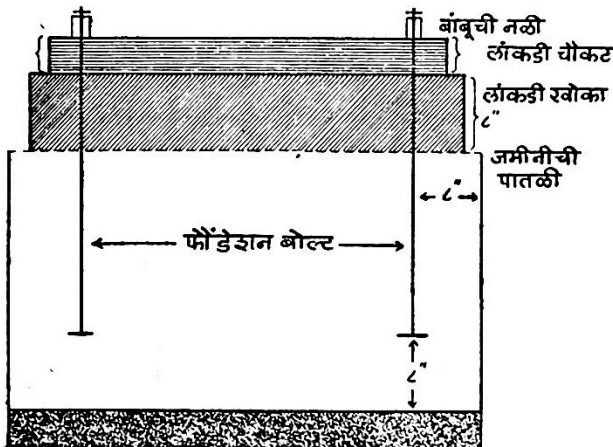 बांबूची नळी
लांकडी चौकट
लांकडी खोका
८"
जमीनीची
पातळी
८"
फौंडेशन बोल्ट
८"